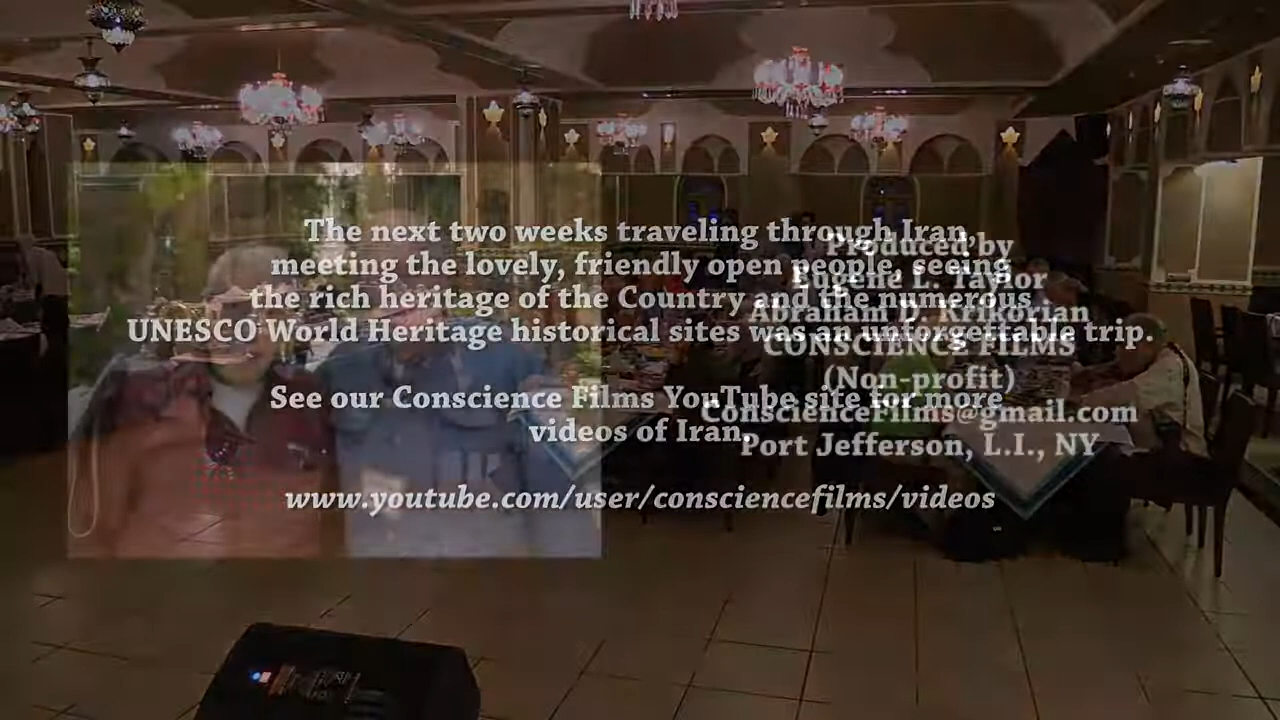 The next two weeks traveling through Iran,
meeting the lovely, friendly open people, seeing
the rich heritage of the Country and the numerous
UNESCO World Heritage historical sites was an unforgettable trip.
See our Conscience Films YouTube site for more
videos of Iran.
www.youtube.com/user/consciencefilms/videos
Produced by
Eugene L. Taylor
Abraham D. Krikorian
CONSCIENCE FILMS
(Non-profit)
ConscienceFilms@gmail.com
Port Jefferson, L.I., NY